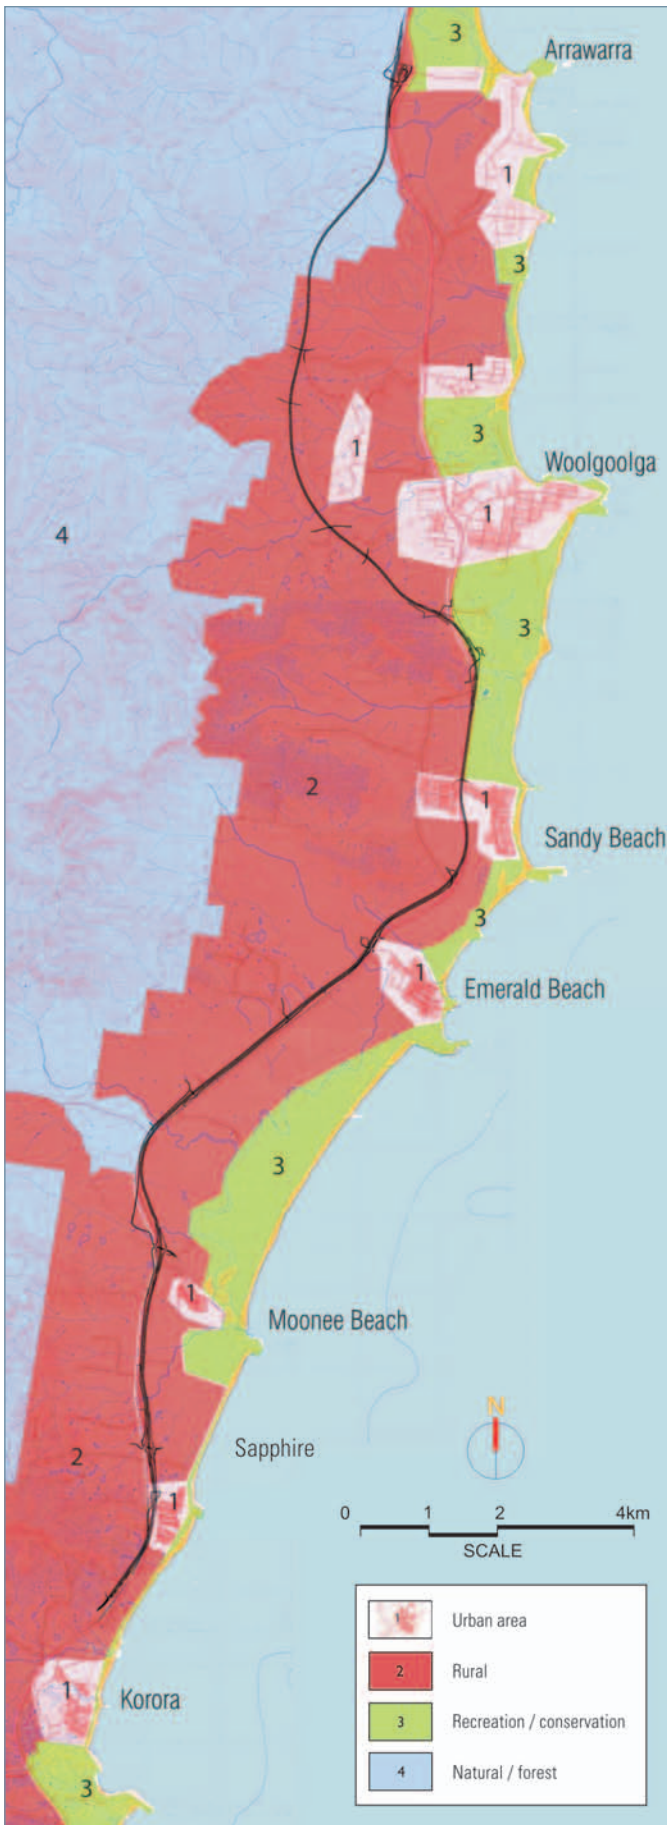 3
Arrawarra
1
3
1
3
1
Woolgoolga
1
4
3
2
1
Sandy Beach
3
1
Emerald Beach
3
1
Moonee Beach
N
Sapphire
2
1
0 1 2 4km
SCALE
1 Urban area
2 Rural
1
Korora
3 Recreation / conservation
4 Natural / forest
3